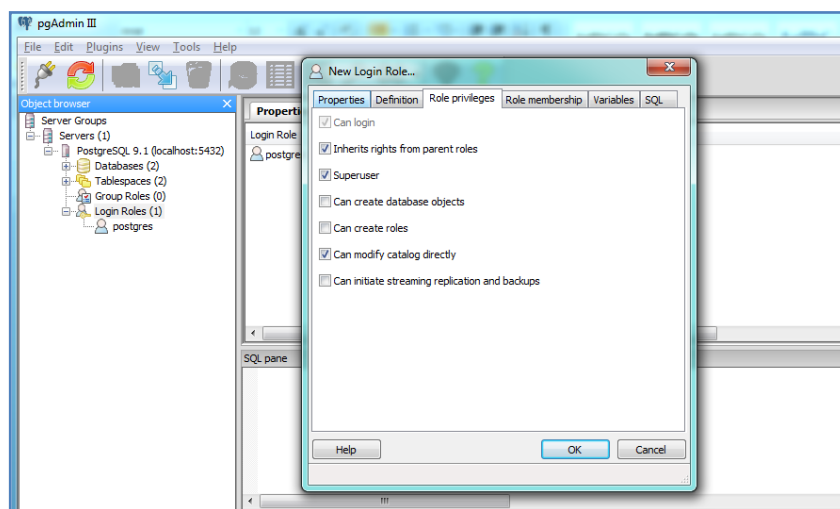 pgAdmin III
File Edit Plugins View Tools Help
Object browser
Server Groups
Servers (1)
PostgreSQL 9.1 (localhost:5432)
Databases (2)
Tablespaces (2)
Group Roles (0)
Login Roles (1)
postgres
Properti
Login Role
postgre
SQL pane
New Login Role...
Properties Definition Role privileges Role membership Variables SQL
Can login
Inherits rights from parent roles
Superuser
Can create database objects
Can create roles
Can modify catalog directly
Can initiate streaming replication and backups
Help OK Cancel